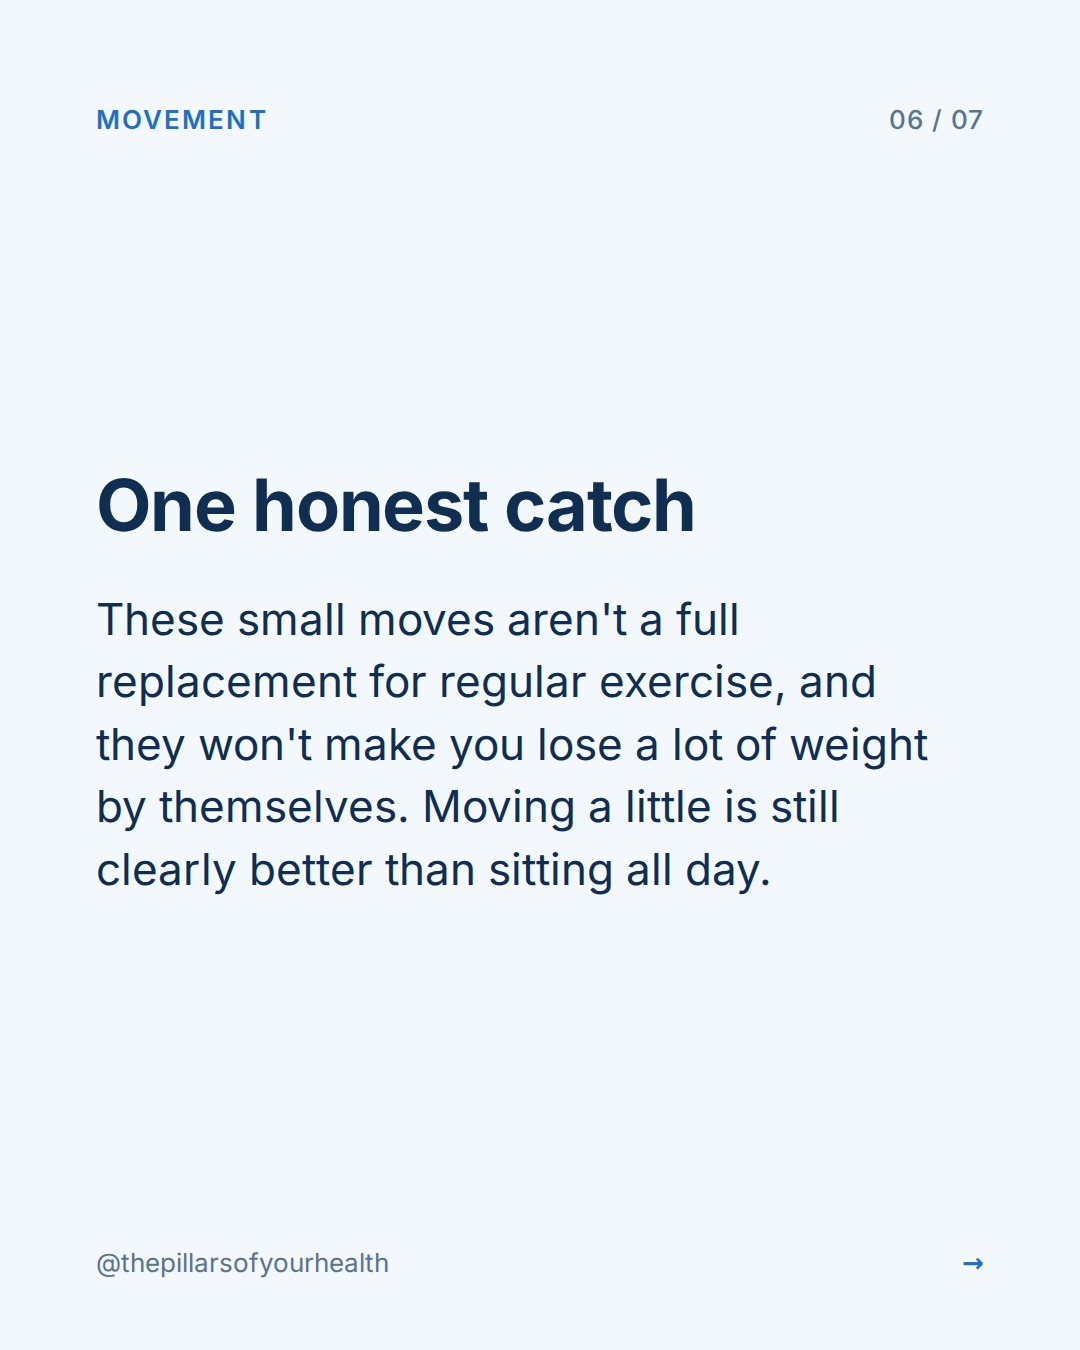 MOVEMENT
06 / 07
One honest catch
These small moves aren't a full
replacement for regular exercise, and
they won't make you lose a lot of weight
by themselves. Moving a little is still
clearly better than sitting all day.
@thepillarsofyourhealth
→